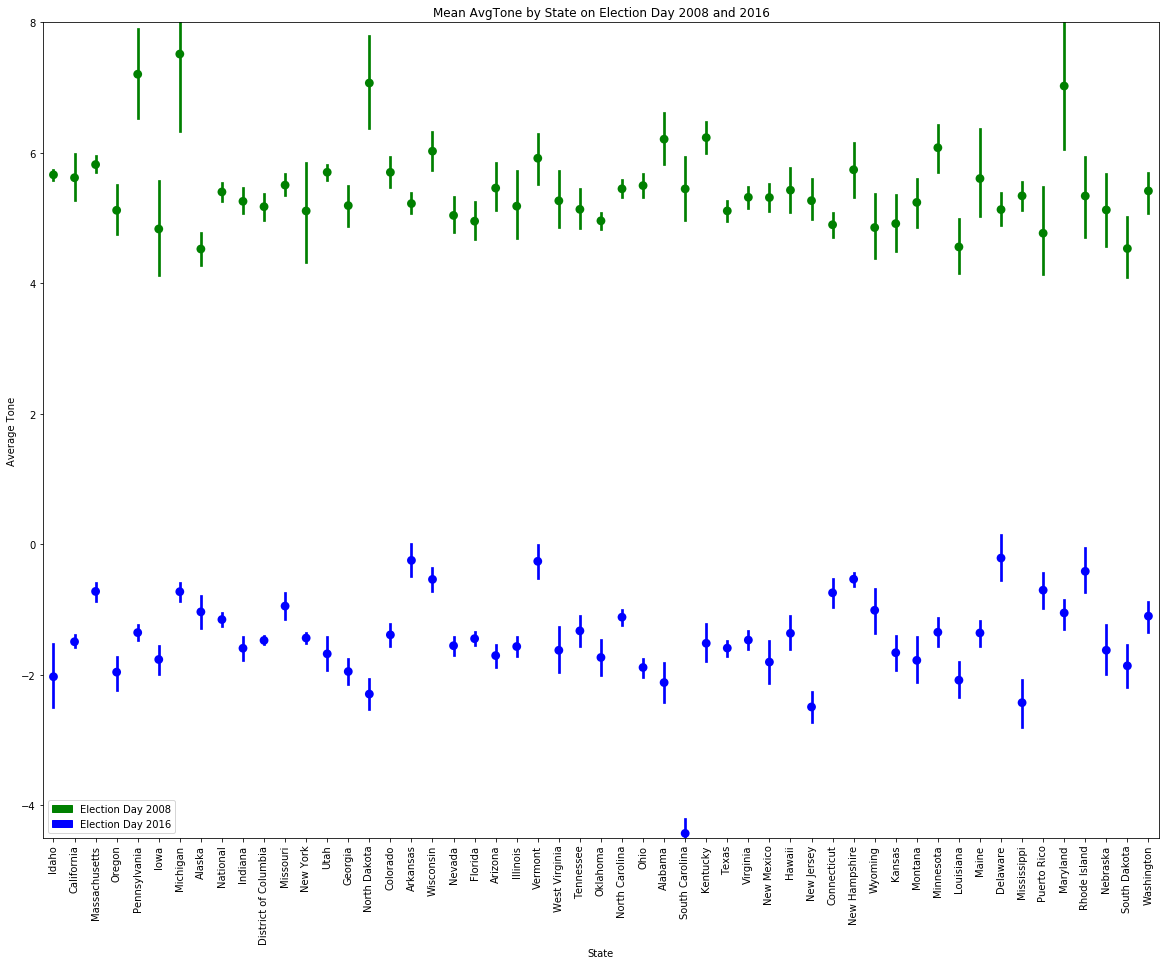 Mean AvgTone by State on Election Day 2008 and 2016
Average Tone
8
6
4
2
0
−2
−4
Election Day 2008
Election Day 2016
Idaho
California
Massachusetts
Oregon
Pennsylvania
Iowa
Michigan
Alaska
National
Indiana
District of Columbia
Missouri
New York
Utah
Georgia
North Dakota
Colorado
Arkansas
Wisconsin
Nevada
Florida
Arizona
Illinois
Vermont
West Virginia
Tennessee
Oklahoma
North Carolina
Ohio
Alabama
South Carolina
Kentucky
Texas
Virginia
New Mexico
Hawaii
New Jersey
Connecticut
New Hampshire
Wyoming
Kansas
Montana
Minnesota
Louisiana
Maine
Delaware
Mississippi
Puerto Rico
Maryland
Rhode Island
Nebraska
South Dakota
Washington
State